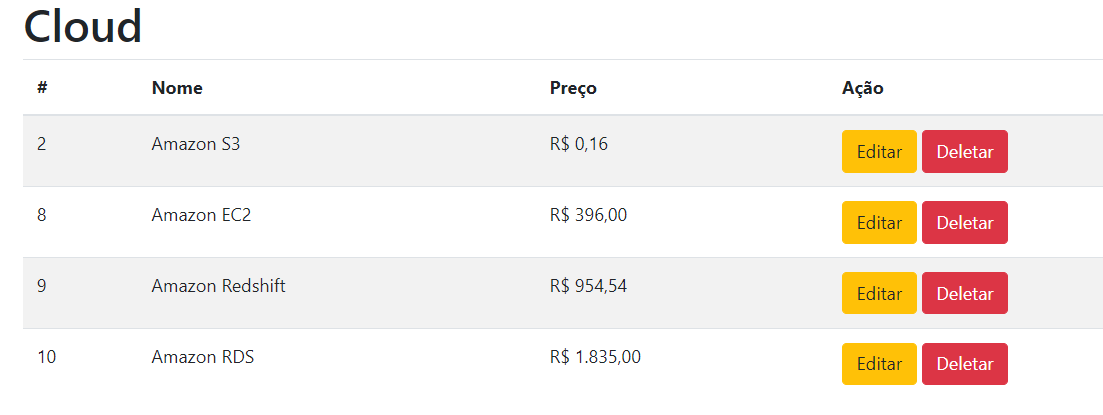 Cloud
# Nome Preço Ação
2 Amazon S3 R$ 0,16 Editar Deletar
8 Amazon EC2 R$ 396,00 Editar Deletar
9 Amazon Redshift R$ 954,54 Editar Deletar
10 Amazon RDS R$ 1.835,00 Editar Deletar